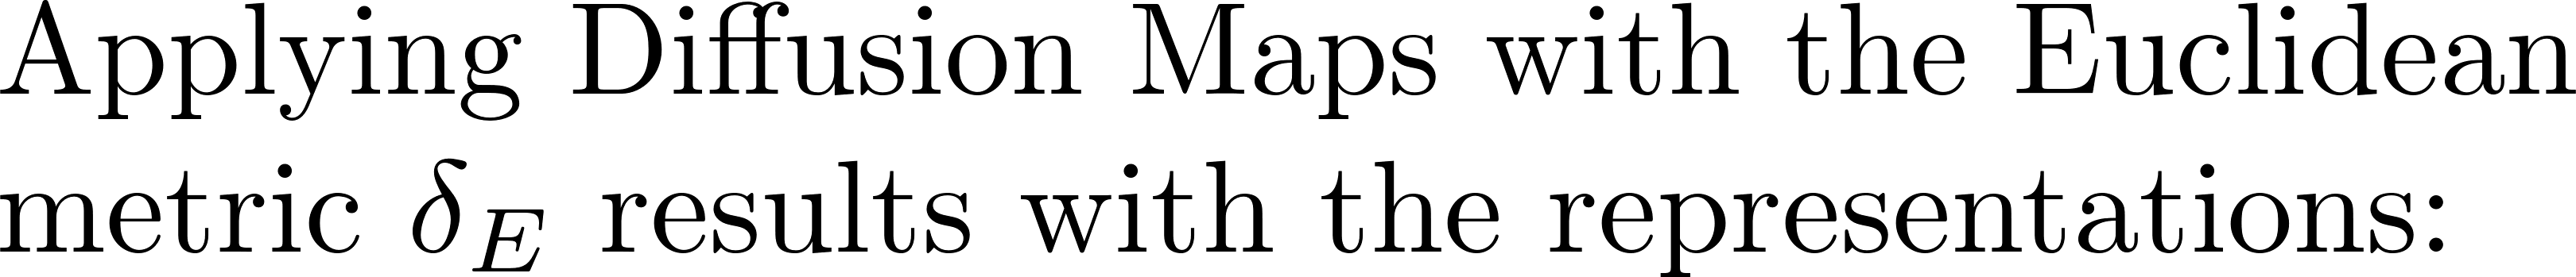 Applying Diffusion Maps with the Euclidean
metric δ_E results with the representations: